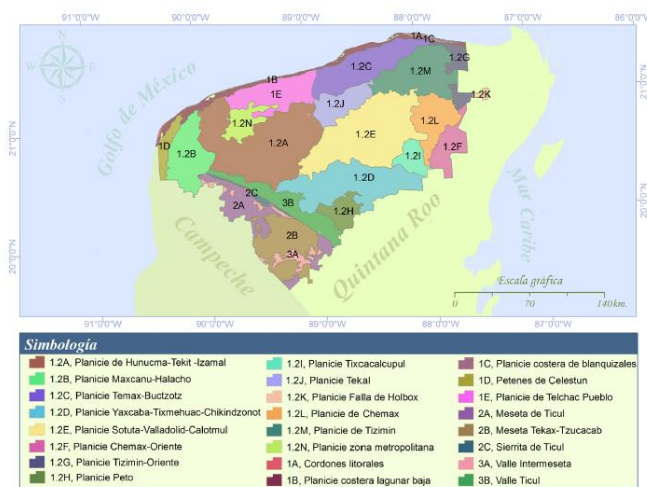 91°0'0"W 90°0'0"W 89°0'0"W 88°0'0"W 87°0'0"W 86°0'0"W
Golfo de México
N
W E
S
1A
1C
1.2C
1.2G
1B
1.2M
1E
1.2K
1.2J
1.2N
1.2L
1.2E
1D
1.2A
1.2F
1.2B
1.2I
1.2D
2C
2A
3B
1.2H
2B
3A
Campeche
Quintana Roo
Mar Caribe
21°0'0"N
20°0'0"N
21°0'0"N
20°0'0"N
Escala gráfica
0 70 140km.
91°0'0"W 90°0'0"W 89°0'0"W 88°0'0"W 87°0'0"W
Simbología
1.2A, Planicie de Hunucma-Tekit -Izamal
1.2B, Planicie Maxcanu-Halacho
1.2C, Planicie Temax-Buctzotz
1.2D, Planicie Yaxcaba-Tixmehuac-Chikindzonot
1.2E, Planicie Sotuta-Valladolid-Calotmul
1.2F, Planicie Chemax-Oriente
1.2G, Planicie Tizimin-Oriente
1.2H, Planicie Peto
1.2I, Planicie Tixcacalcupul
1.2J, Planicie Tekal
1.2K, Planicie Falla de Holbox
1.2L, Planicie de Chemax
1.2M, Planicie de Tizimin
1.2N, Planicie zona metropolitana
1A, Cordones litorales
1B, Planicie costera lagunar baja
1C, Planicie costera de blanquizales
1D, Petenes de Celestun
1E, Planicie de Telchac Pueblo
2A, Meseta de Ticul
2B, Meseta Tekax-Tzucacab
2C, Sierrita de Ticul
3A, Valle Intermeseta
3B, Valle Ticul